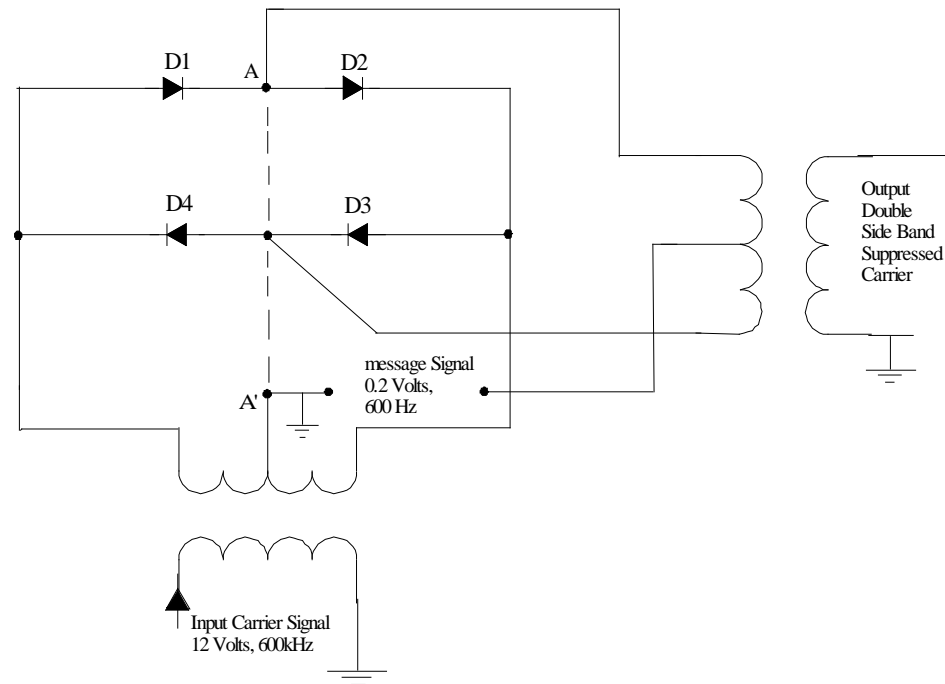 D1
A
D2
D4
D3
Output
Double
Side Band
Suppressed
Carrier
message Signal
0.2 Volts,
600 Hz
A'
Input Carrier Signal
12 Volts, 600kHz